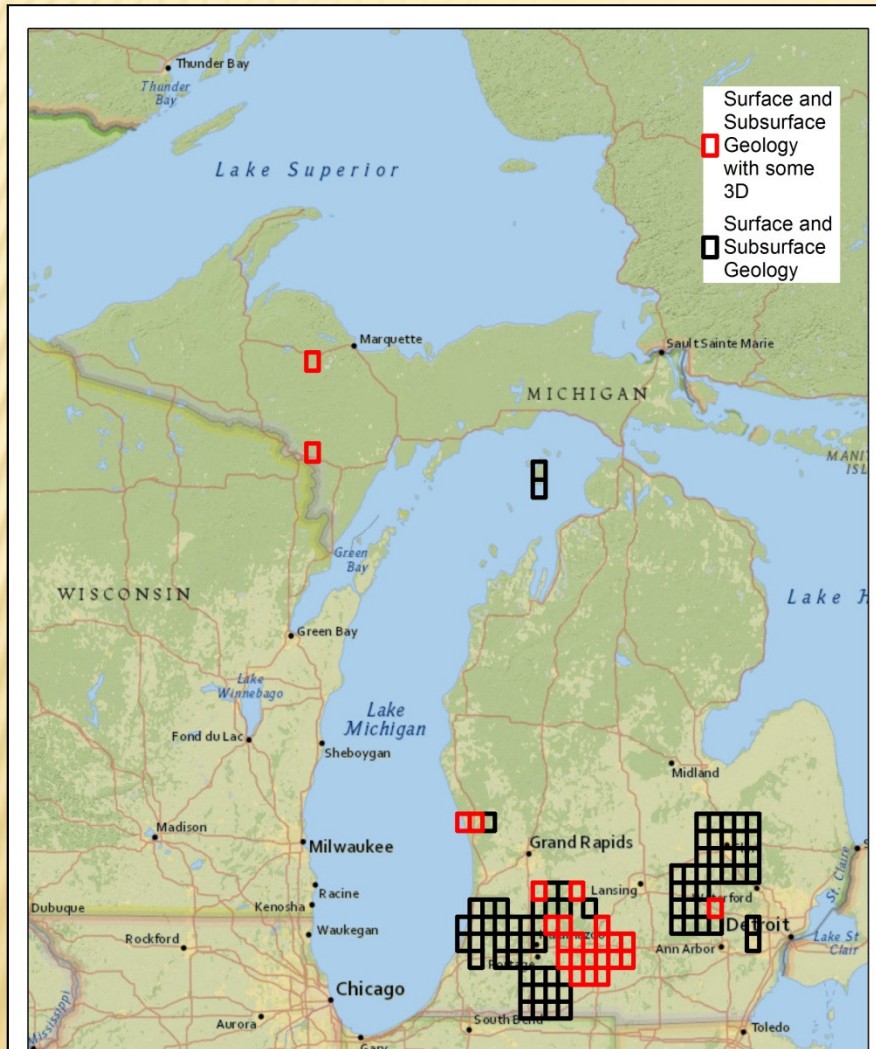 Thunder Bay
Thunder
Bay
Lake Superior
Surface and
Subsurface
Geology
with some
3D
Surface and
Subsurface
Geology
Marquette
Sault Sainte Marie
MICHIGAN
Green
Bay
WISCONSIN
Green Bay
Lake
Winnebago
Lake
Michigan
Fond du Lac
Sheboygan
Midland
Madison
Milwaukee
Grand Rapids
Racine
Lansing
St. Claire
Dubuque
Kenosha
Waukegan
Detroit
Rockford
Ann Arbor
Lake St
Clair
Chicago
Aurora
South Bend
Toledo
Gary
Mississippi